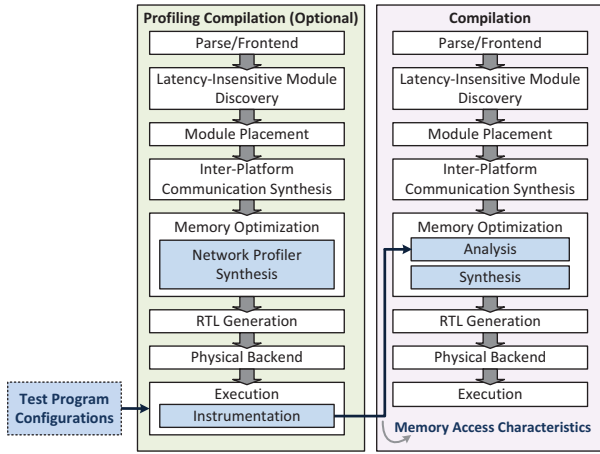 Profiling Compilation (Optional)
Parse/Frontend
Latency-Insensitive Module
Discovery
Module Placement
Inter-Platform
Communication Synthesis
Memory Optimization
Network Profiler
Synthesis
RTL Generation
Physical Backend
Execution
Instrumentation
Test Program
Configurations
Compilation
Parse/Frontend
Latency-Insensitive Module
Discovery
Module Placement
Inter-Platform
Communication Synthesis
Memory Optimization
Analysis
Synthesis
RTL Generation
Physical Backend
Execution
Memory Access Characteristics